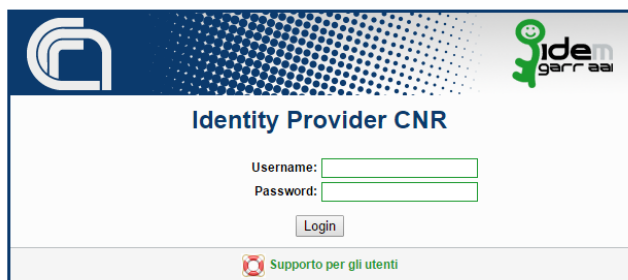 idem
garr aai
Identity Provider CNR
Username:
Password:
Login
Supporto per gli utenti